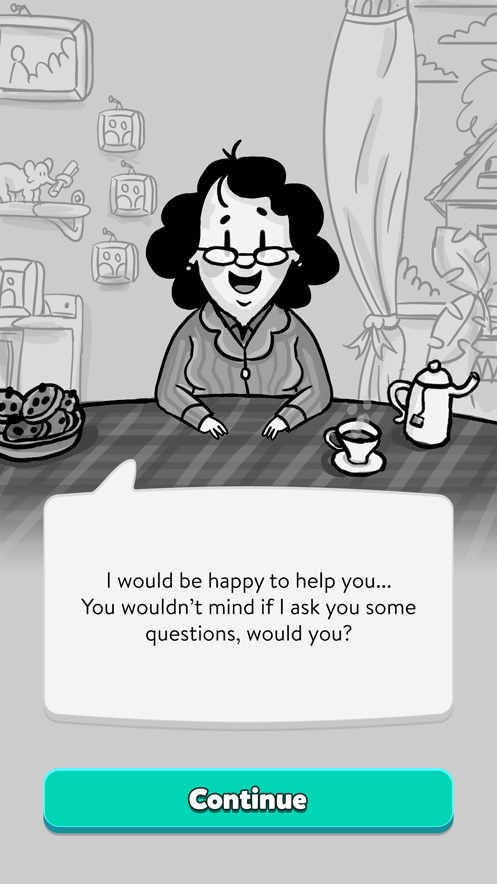 I would be happy to help you...
You wouldn’t mind if I ask you some
questions, would you?
Continue